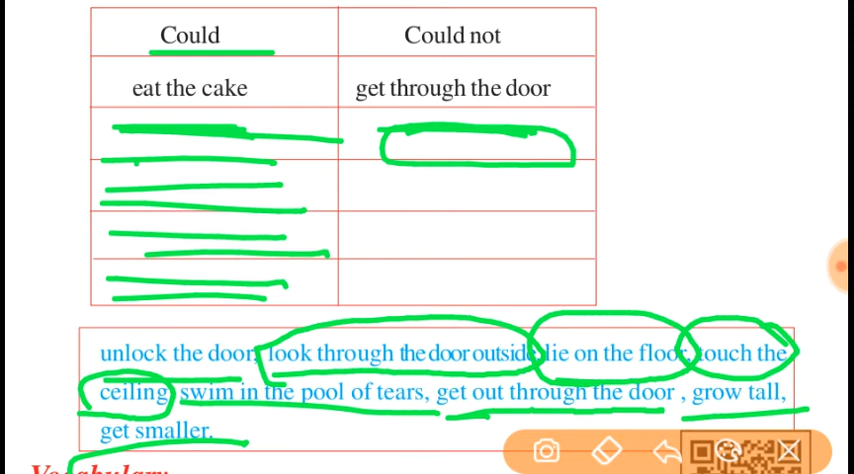 Could Could not
eat the cake get through the door
unlock the door, look through the door outside, lie on the floor, touch the
ceiling, swim in the pool of tears, get out through the door , grow tall,
get smaller.
Vocabulary